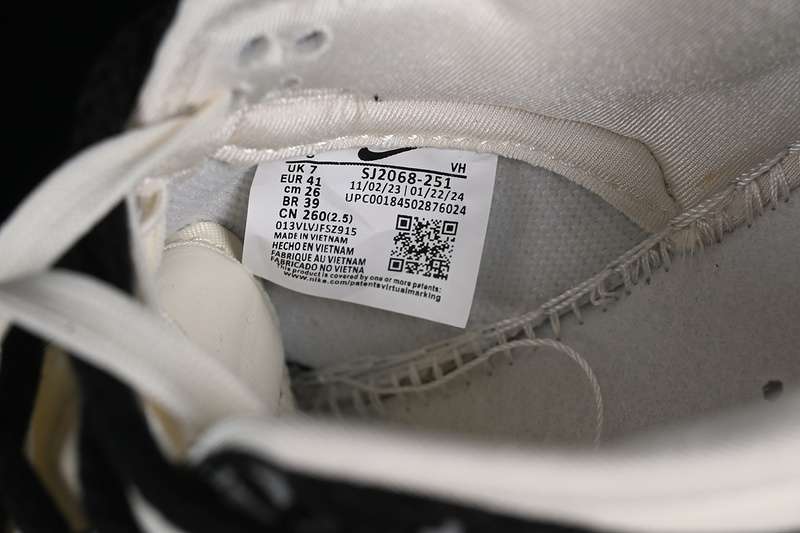 VH
UK 7
EUR 41
cm 26
BR 39
CN 260(2.5)
SJ2068-251
11/02/23 | 01/22/24
UPC00184502876024
013VLVJFSZ915
MADE IN VIETNAM
HECHO EN VIETNAM
FABRIQUE AU VIETNAM
FABRICADO NO VIETNA
This product is covered by one or more patents:
www.nike.com/patentsvirtualmarking